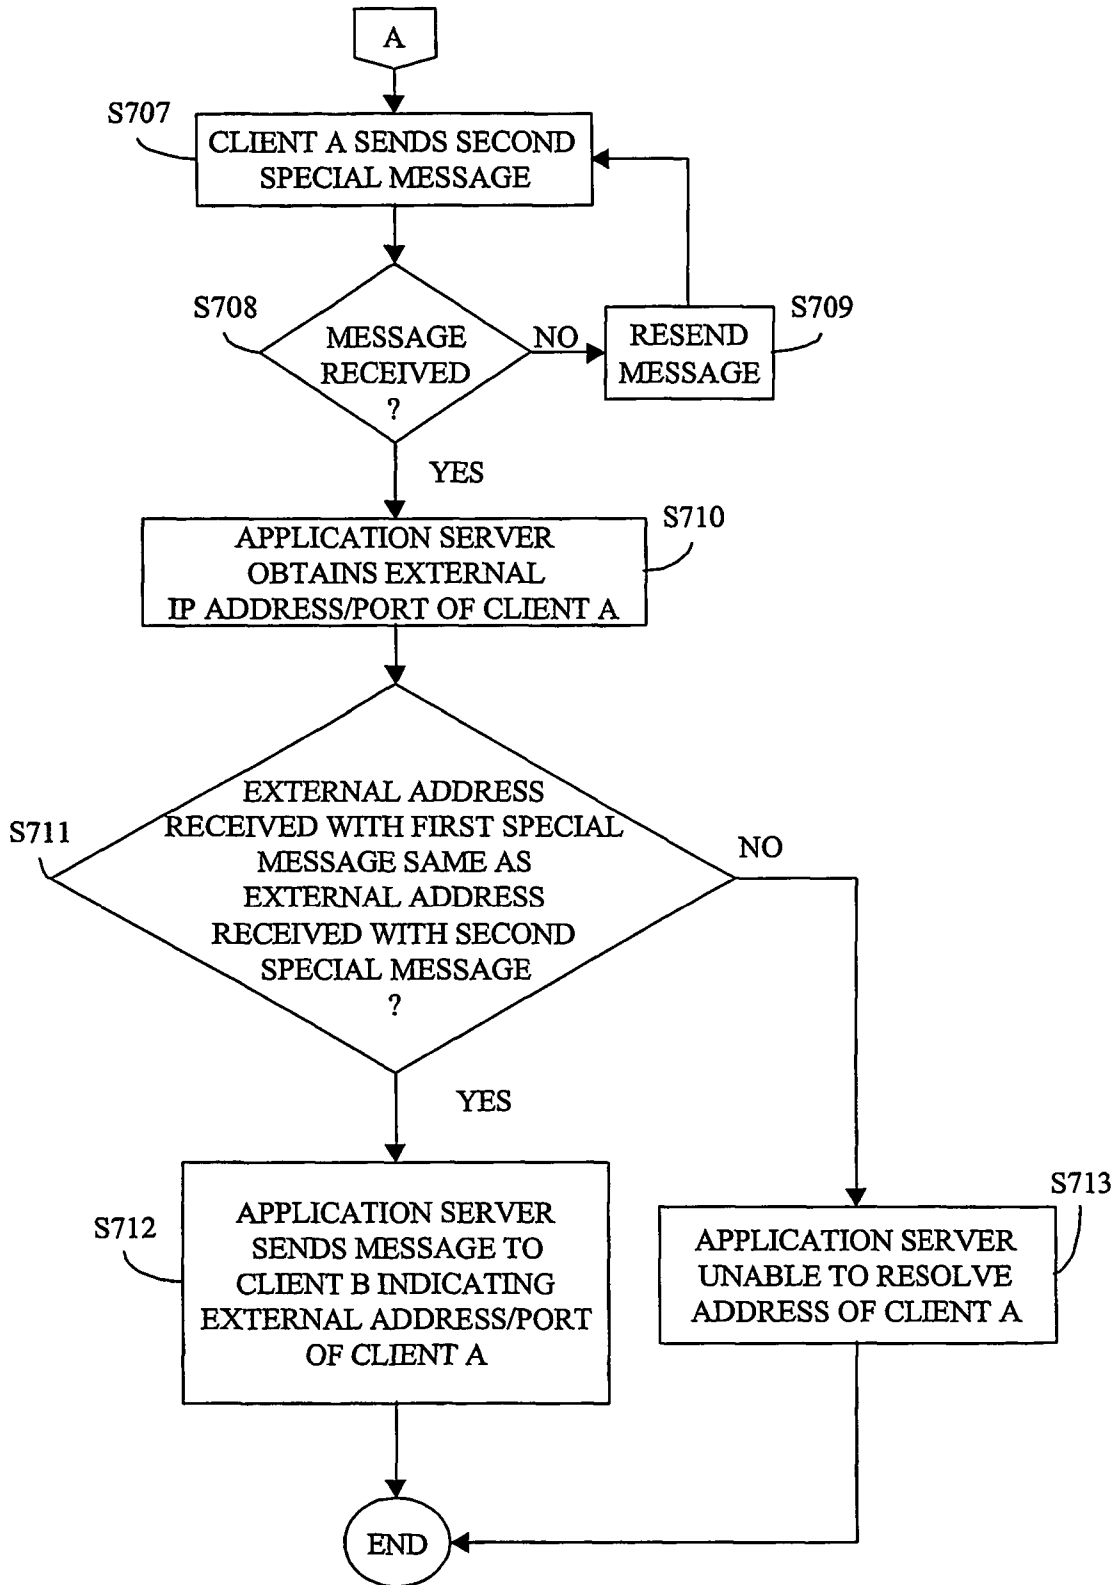 A
S707
CLIENT A SENDS SECOND
SPECIAL MESSAGE
S708
MESSAGE
RECEIVED
?
NO
S709
RESEND
MESSAGE
YES
S710
APPLICATION SERVER
OBTAINS EXTERNAL
IP ADDRESS/PORT OF CLIENT A
S711
EXTERNAL ADDRESS
RECEIVED WITH FIRST SPECIAL
MESSAGE SAME AS
EXTERNAL ADDRESS
RECEIVED WITH SECOND
SPECIAL MESSAGE
?
NO
YES
S712
APPLICATION SERVER
SENDS MESSAGE TO
CLIENT B INDICATING
EXTERNAL ADDRESS/PORT
OF CLIENT A
S713
APPLICATION SERVER
UNABLE TO RESOLVE
ADDRESS OF CLIENT A
END